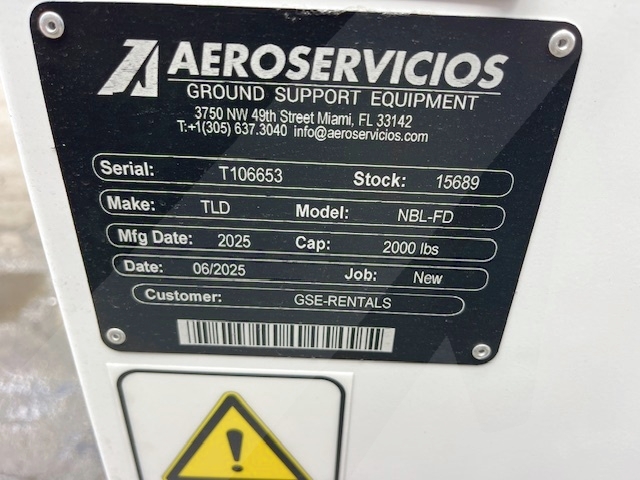 AEROSERVICIOS
GROUND SUPPORT EQUIPMENT
3750 NW 49th Street Miami, FL 33142
T:+1(305) 637.3040 info@aeroservicios.com
Serial: T106653 Stock: 15689
Make: TLD Model: NBL-FD
Mfg Date: 2025 Cap: 2000 lbs
Date: 06/2025 Job: New
Customer: GSE-RENTALS